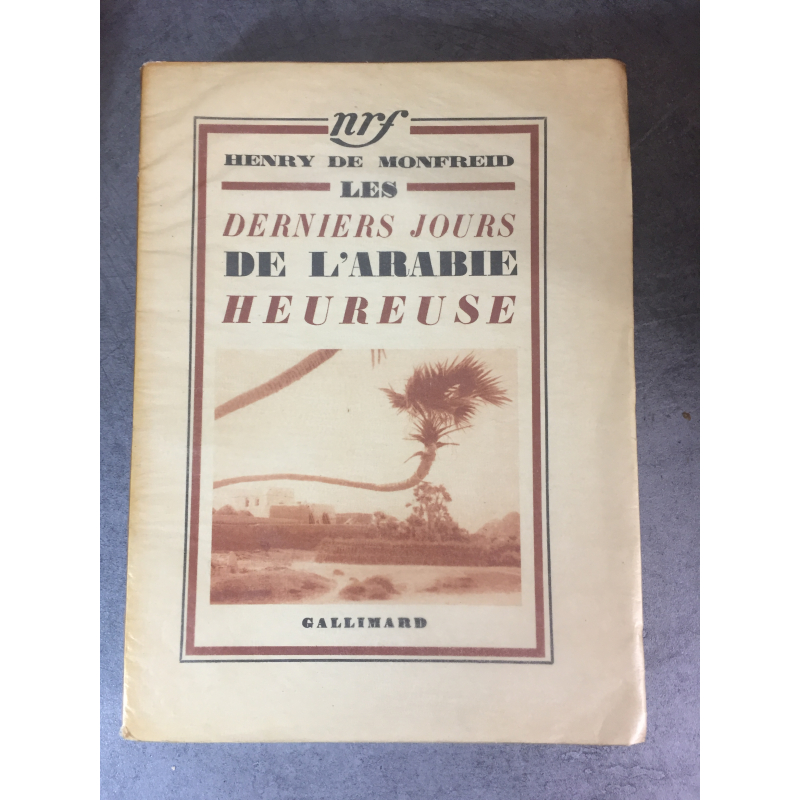 nrf
HENRY DE MONFREID
LES
DERNIERS JOURS
DE L'ARABIE
HEUREUSE
GALLIMARD